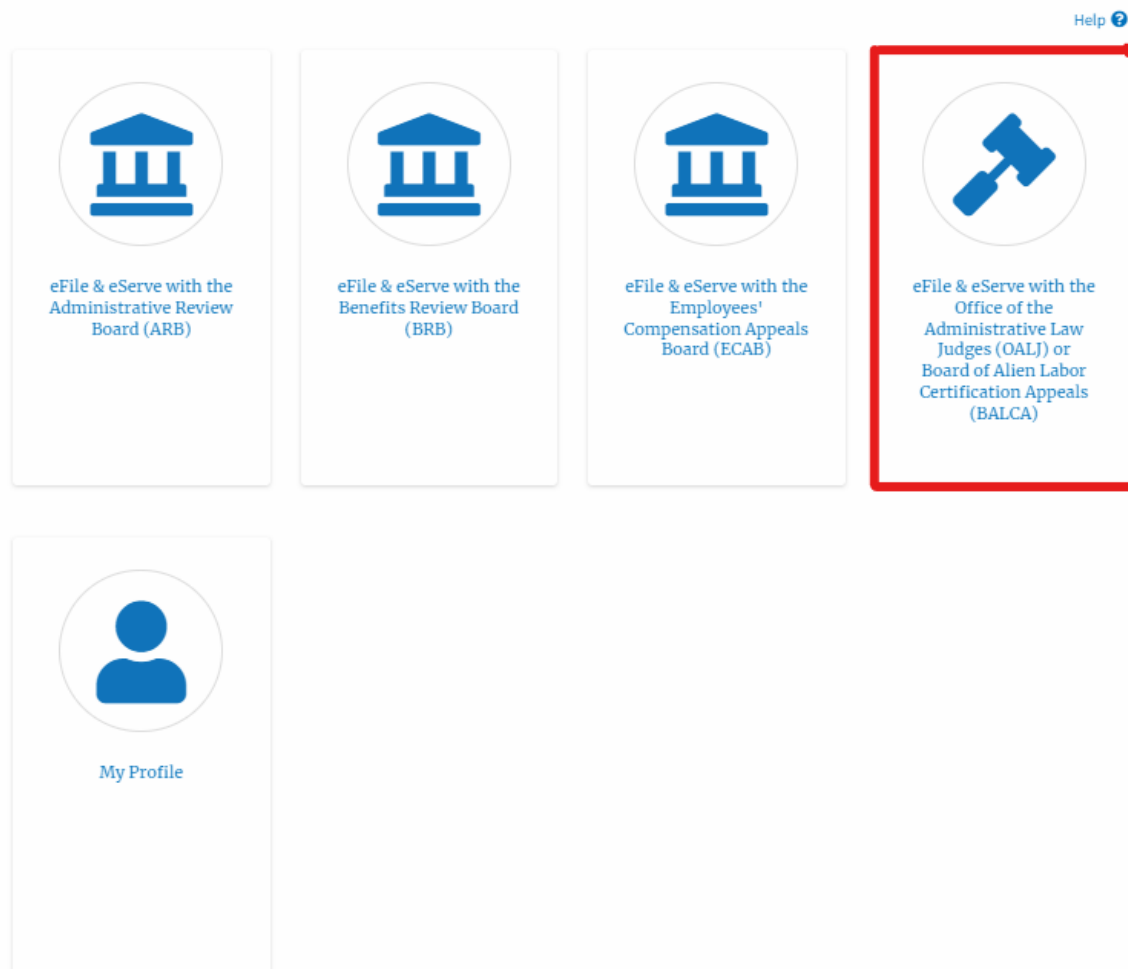 Help
eFile & eServe with the
Administrative Review
Board (ARB)
eFile & eServe with the
Benefits Review Board
(BRB)
eFile & eServe with the
Employees'
Compensation Appeals
Board (ECAB)
eFile & eServe with the
Office of the
Administrative Law
Judges (OALJ) or
Board of Alien Labor
Certification Appeals
(BALCA)
My Profile